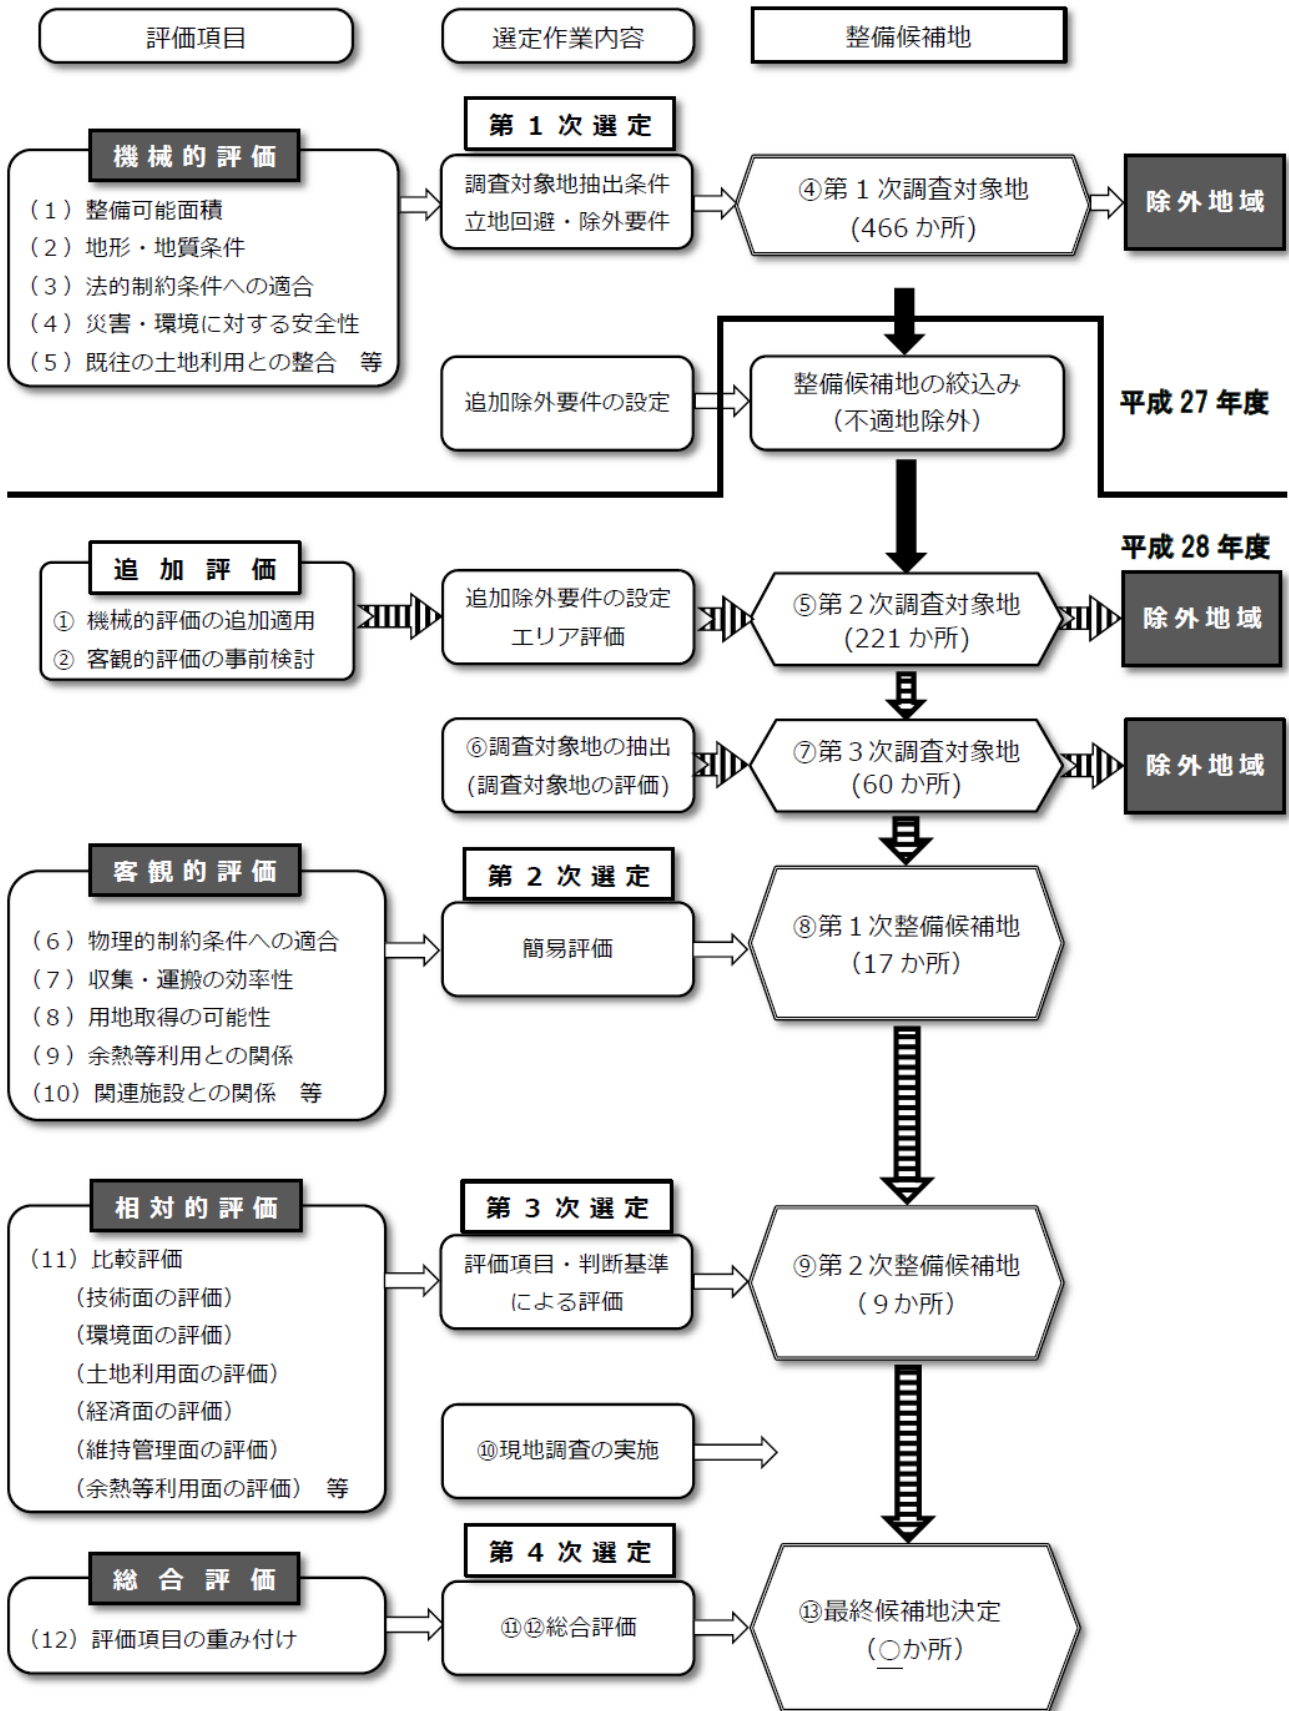 評価項目
選定作業内容
整備候補地
機械的評価
（１）整備可能面積
（２）地形・地質条件
（３）法的制約条件への適合
（４）災害・環境に対する安全性
（５）既往の土地利用との整合　等
第１次選定
調査対象地抽出条件
立地回避・除外要件
④第１次調査対象地
(466 か所)
除外地域
追加除外要件の設定
整備候補地の絞込み
（不適地除外）
平成 27 年度
平成 28 年度
追加評価
① 機械的評価の追加適用
② 客観的評価の事前検討
追加除外要件の設定
エリア評価
⑤第２次調査対象地
(221 か所)
除外地域
⑥調査対象地の抽出
(調査対象地の評価)
⑦第３次調査対象地
(60 か所)
除外地域
客観的評価
（６）物理的制約条件への適合
（７）収集・運搬の効率性
（８）用地取得の可能性
（９）余熱等利用との関係
（10）関連施設との関係　等
第２次選定
簡易評価
⑧第１次整備候補地
（17 か所）
相対的評価
（11）比較評価
（技術面の評価）
（環境面の評価）
（土地利用面の評価）
（経済面の評価）
（維持管理面の評価）
（余熱等利用面の評価）　等
第３次選定
評価項目・判断基準
による評価
⑨第２次整備候補地
（９か所）
⑩現地調査の実施
総合評価
（12）評価項目の重み付け
第４次選定
⑪⑫総合評価
⑬最終候補地決定
（○か所）